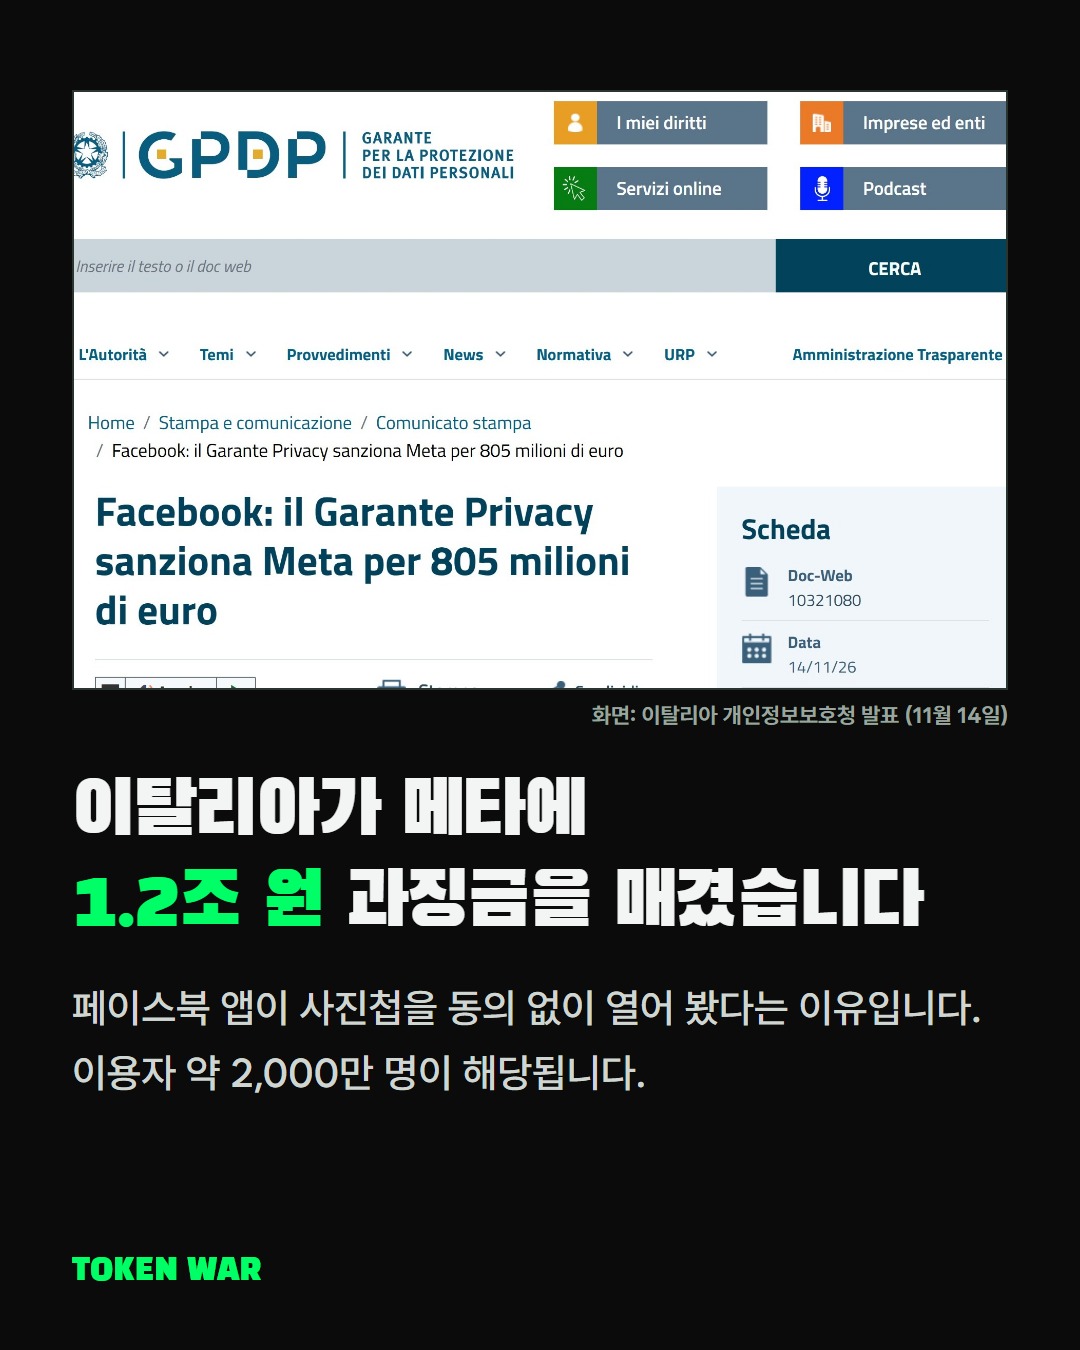 GPDP
GARANTE
PER LA PROTEZIONE
DEI DATI PERSONALI
I miei diritti
Imprese ed enti
Servizi online
Podcast
Inserire il testo o il doc web
CERCA
L'Autorità
Temi
Provvedimenti
News
Normativa
URP
Amministrazione Trasparente
Home / Stampa e comunicazione / Comunicato stampa
/ Facebook: il Garante Privacy sanziona Meta per 805 milioni di euro
Facebook: il Garante Privacy
sanziona Meta per 805 milioni
di euro
Scheda
Doc-Web
10321080
Data
14/11/26
화면: 이탈리아 개인정보보호청 발표 (11월 14일)
이탈리아가 메타에
1.2조 원 과징금을 매겼습니다
페이스북 앱이 사진첩을 동의 없이 열어 봤다는 이유입니다.
이용자 약 2,000만 명이 해당됩니다.
TOKEN WAR